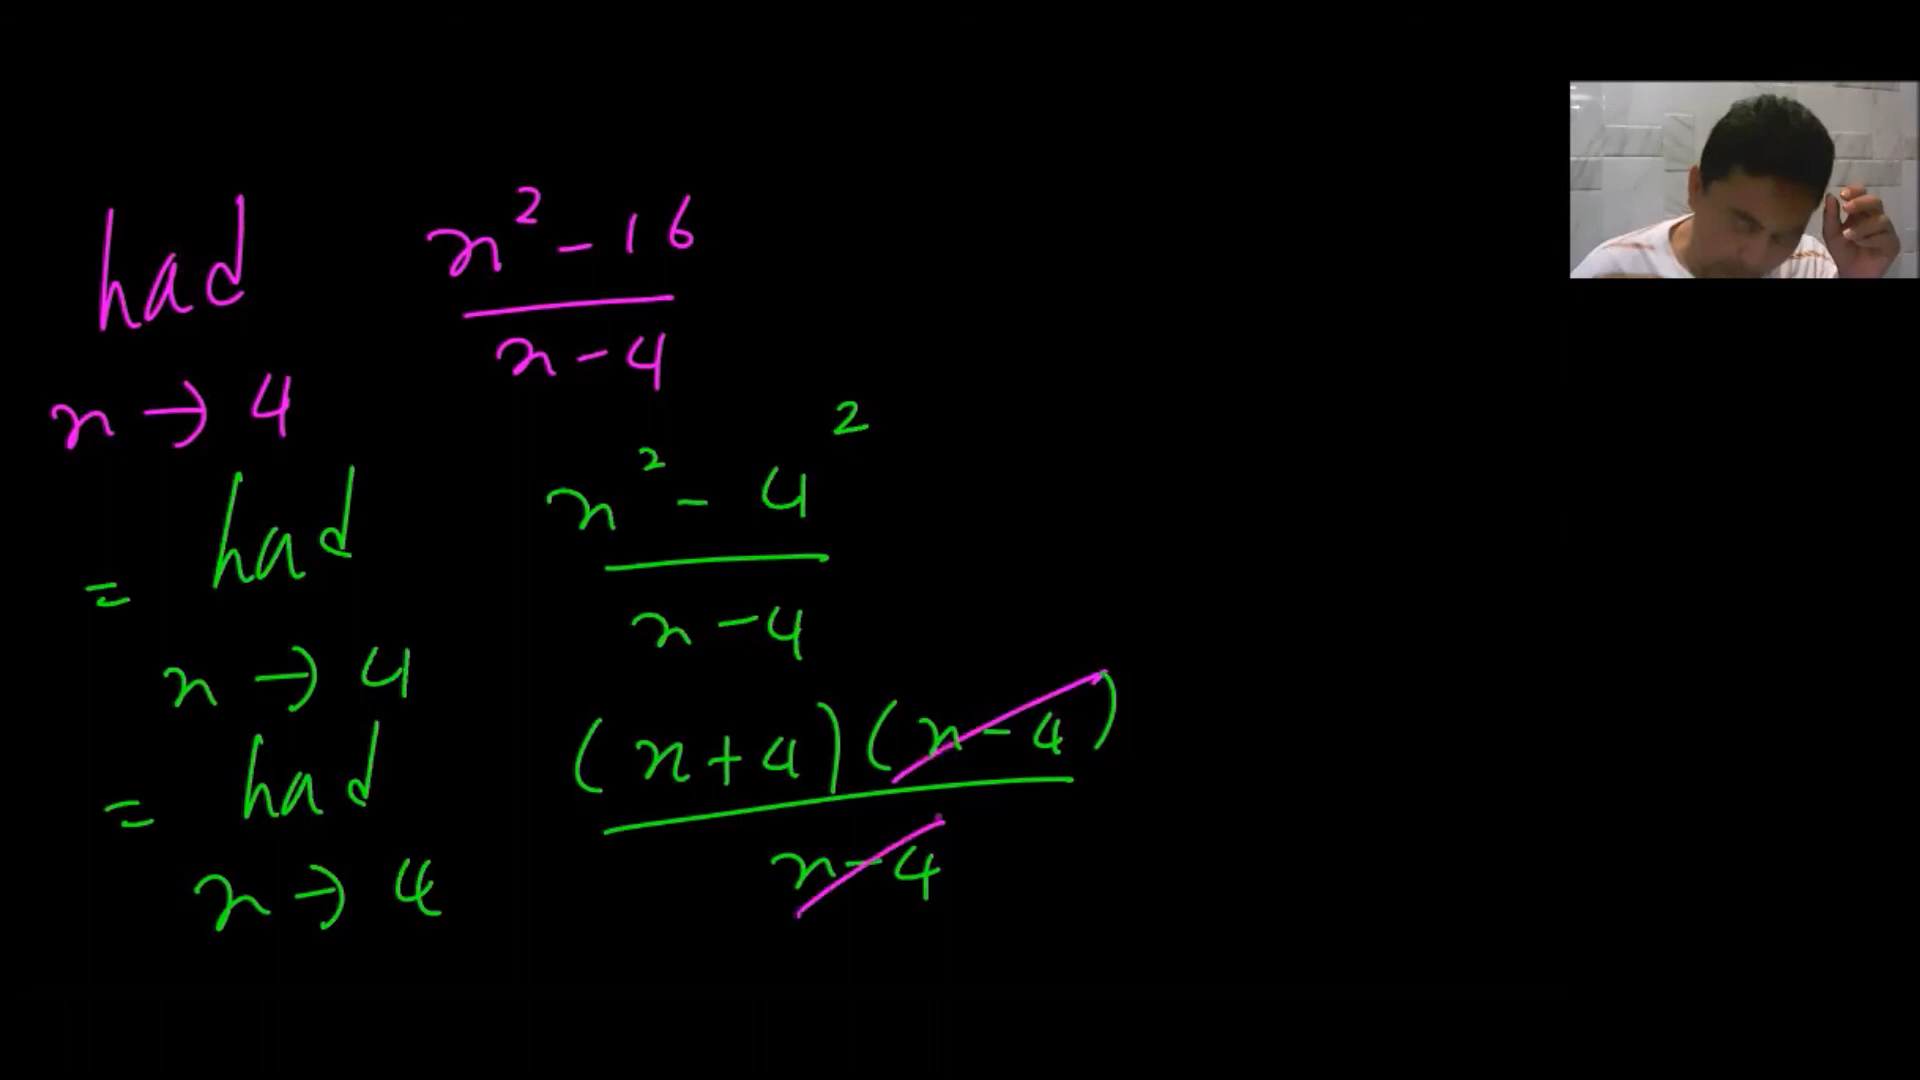 had x² - 16
x - 4
x → 4
= had x² - 4²
x - 4
x → 4
= had (x+4)(x-4)
x - 4
x → 4